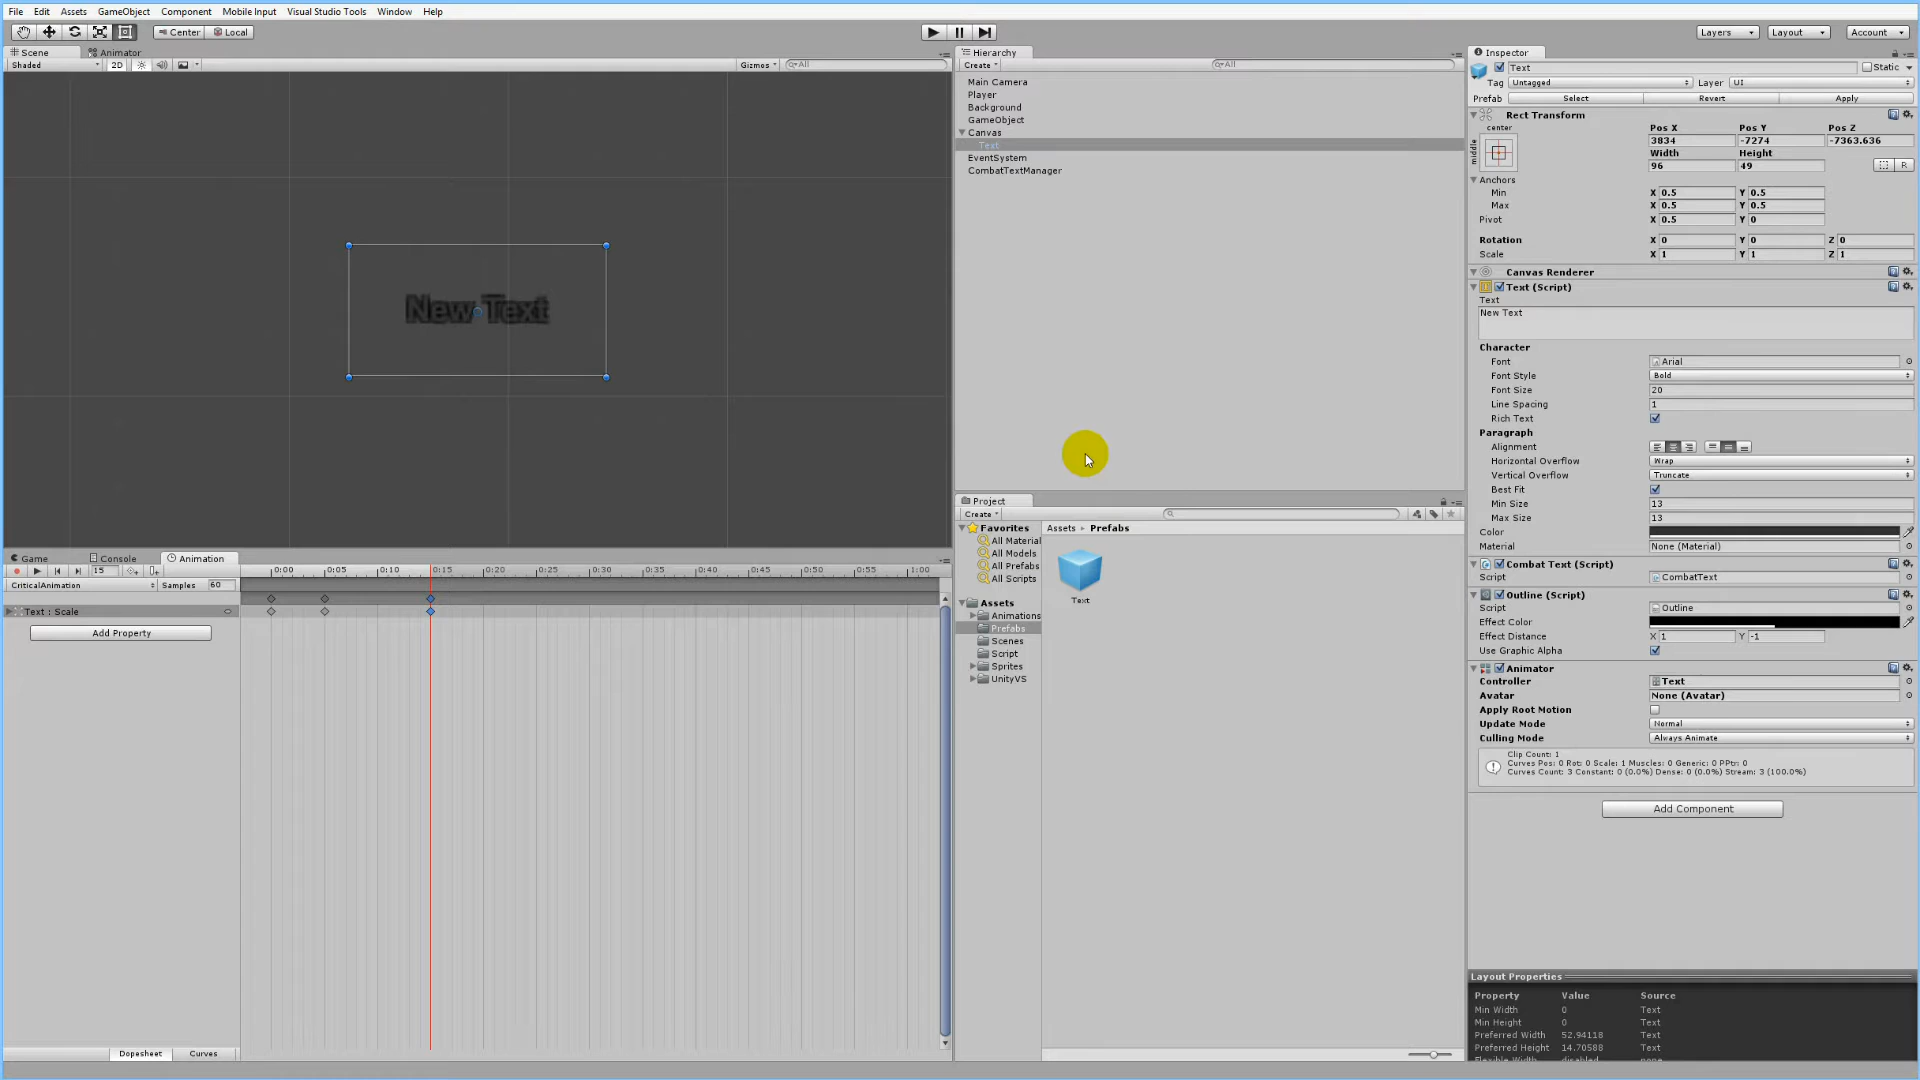 File Edit Assets GameObject Component Mobile Input Visual Studio Tools Window Help
Center Local Layers Layout Account
Scene Animator
Shaded 2D Gizmos All
Hierarchy
Create All
Main Camera
Player
Background
GameObject
Canvas
Text
EventSystem
CombatTextManager
New Text
Game Console Animation
15 0:00 0:05 0:10 0:15 0:20 0:25 0:30 0:35 0:40 0:45 0:50 0:55 1:00
CriticalAnimation Samples 60
Text : Scale
Add Property
Dopesheet Curves
Project
Create
Favorites
All Material
All Models
All Prefabs
All Scripts
Assets
Animations
Prefabs
Scenes
Script
Sprites
UnityVS
Assets Prefabs
Text
Inspector
Text Static
Tag Untagged Layer UI
Prefab Select Revert Apply
Rect Transform
center
middle
Pos X Pos Y Pos Z
3834 -7274 -7363.636
Width Height
96 49
R
Anchors
Min X 0.5 Y 0.5
Max X 0.5 Y 0.5
Pivot X 0.5 Y 0
Rotation X 0 Y 0 Z 0
Scale X 1 Y 1 Z 1
Canvas Renderer
Text (Script)
Text
New Text
Character
Font Arial
Font Style Bold
Font Size 20
Line Spacing 1
Rich Text
Paragraph
Alignment
Horizontal Overflow Wrap
Vertical Overflow Truncate
Best Fit
Min Size 13
Max Size 13
Color
Material None (Material)
Combat Text (Script)
Script CombatText
Outline (Script)
Script Outline
Effect Color
Effect Distance X 1 Y -1
Use Graphic Alpha
Animator
Controller Text
Avatar None (Avatar)
Apply Root Motion
Update Mode Normal
Culling Mode Always Animate
Clip Count: 1
Curves Pos: 0 Rot: 0 Scale: 1 Muscles: 0 Generic: 0 PPtr: 0
Curves Count: 3 Constant: 0 (0.0%) Dense: 0 (0.0%) Stream: 3 (100.0%)
Add Component
Layout Properties
Property Value Source
Min Width 0 Text
Min Height 0 Text
Preferred Width 52.94118 Text
Preferred Height 14.70588 Text